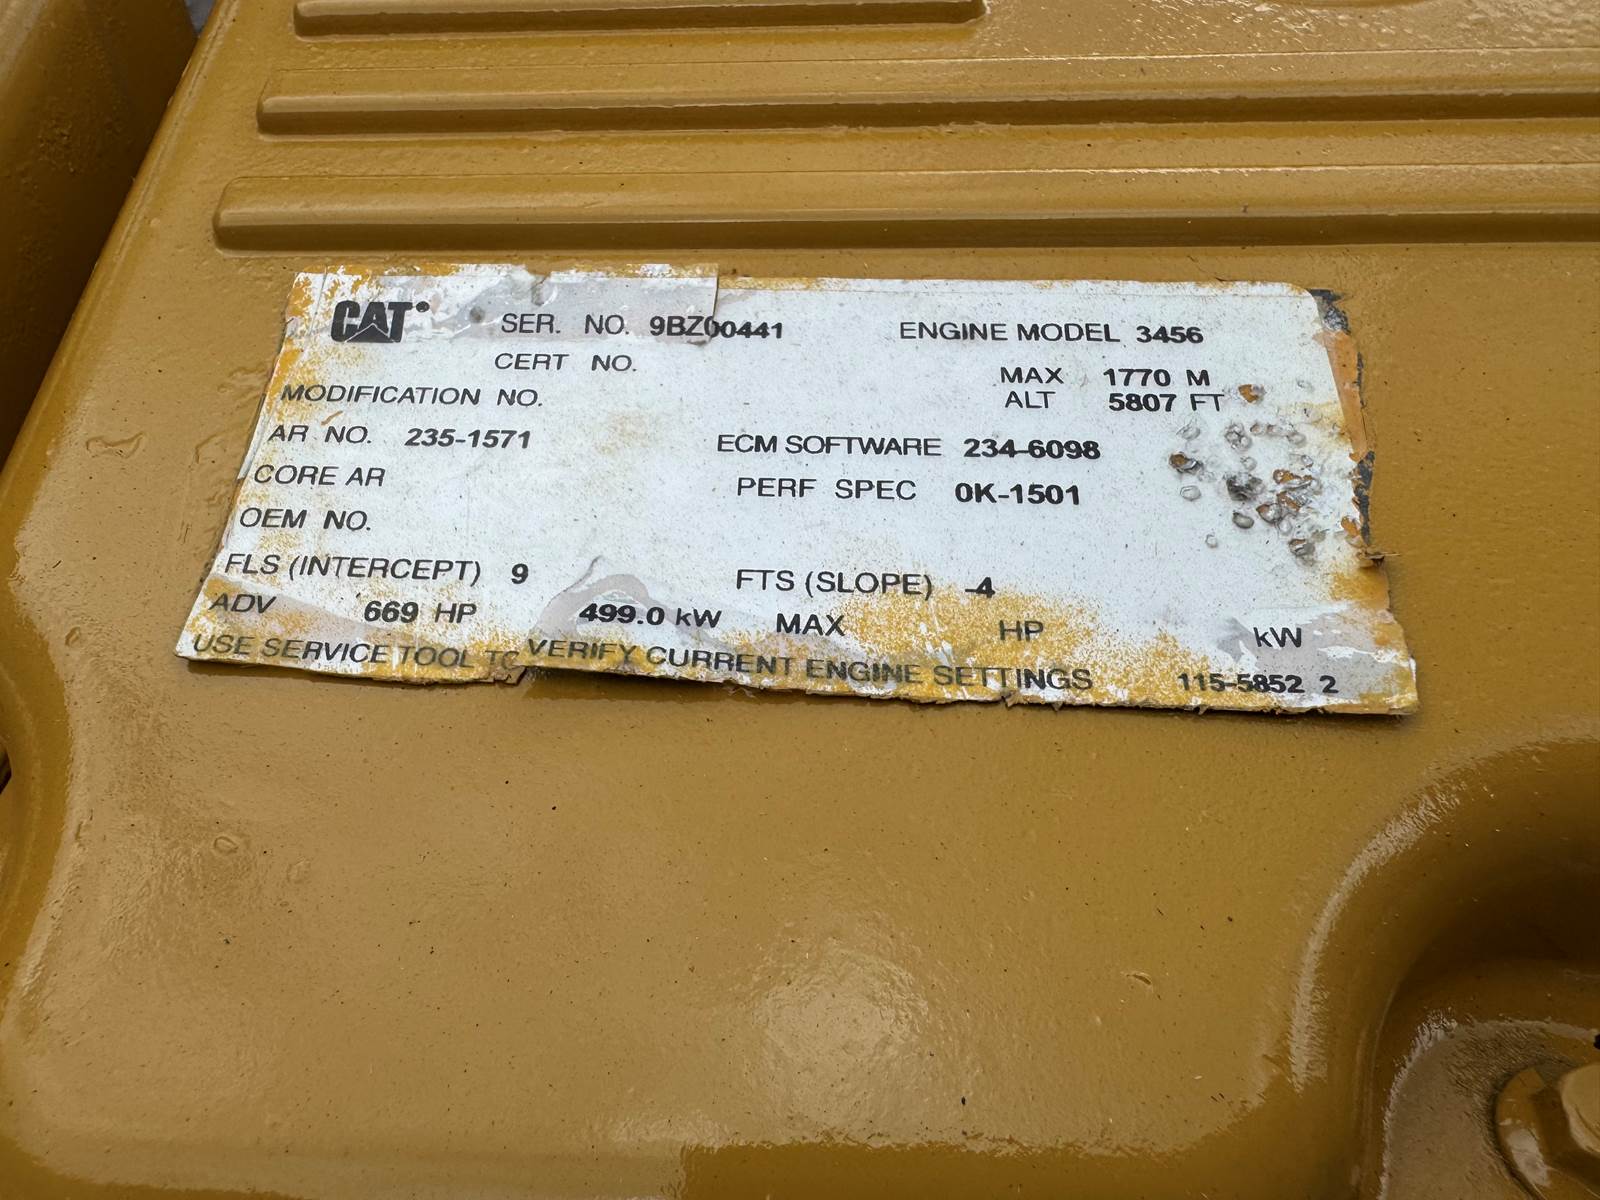 CAT SER. NO. 9BZ00441 ENGINE MODEL 3456
CERT NO.
MAX 1770 M
MODIFICATION NO. ALT 5807 FT
AR NO. 235-1571 ECM SOFTWARE 234-6098
CORE AR PERF SPEC 0K-1501
OEM NO.
FLS (INTERCEPT) 9 FTS (SLOPE) -4
ADV 669 HP 499.0 kW MAX HP kW
USE SERVICE TOOL TO VERIFY CURRENT ENGINE SETTINGS 115-5852 2